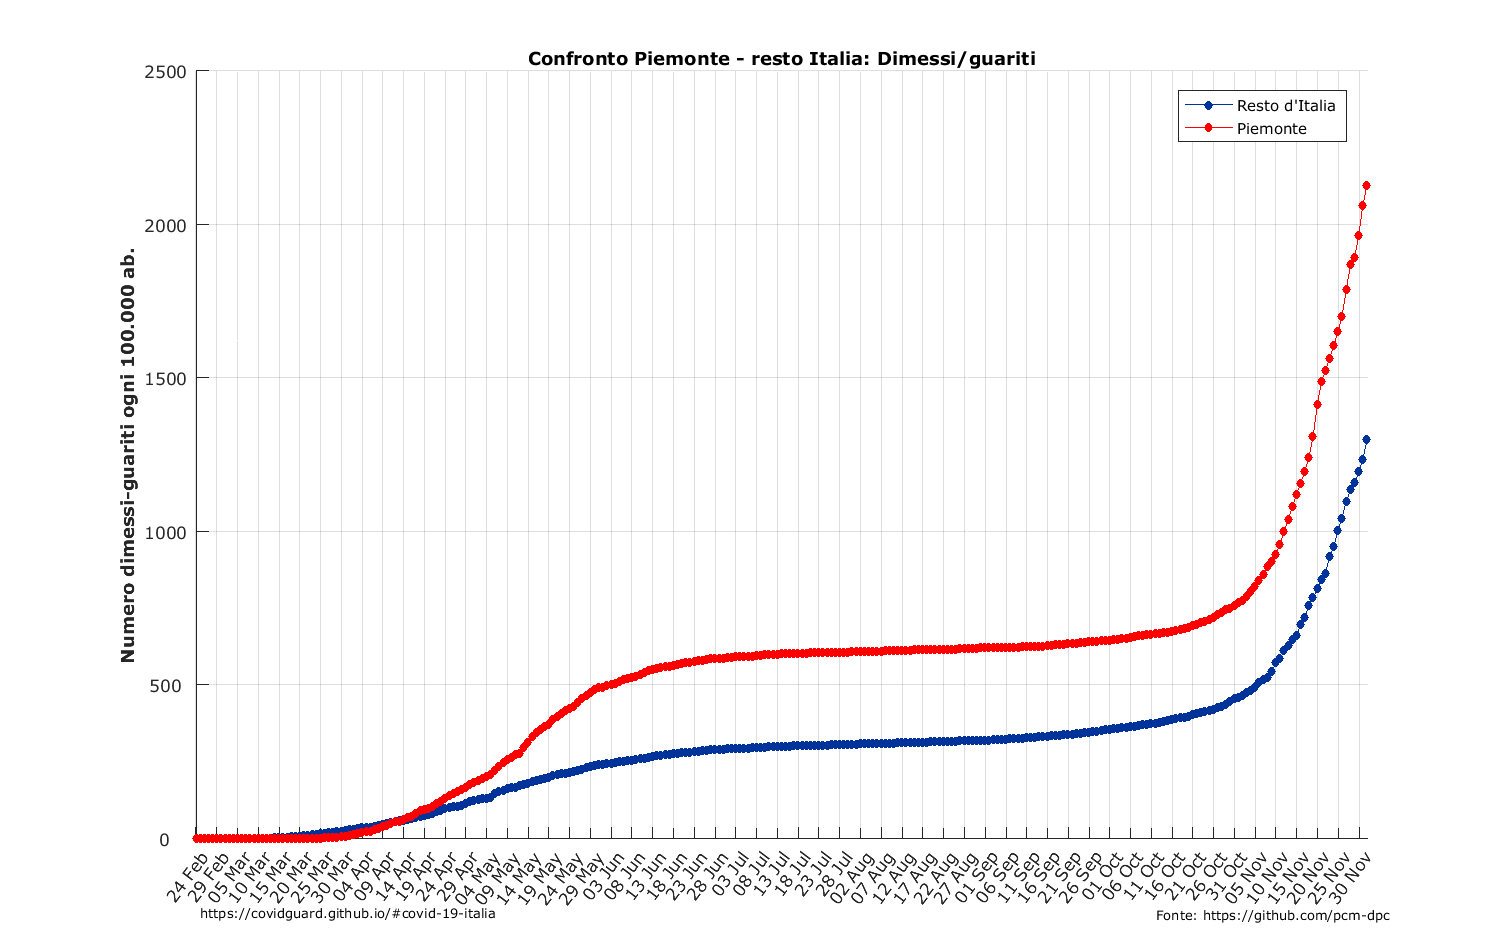 Confronto Piemonte - resto Italia: Dimessi/guariti
Resto d'Italia
Piemonte
Numero dimessi-guariti ogni 100.000 ab.
2500
2000
1500
1000
500
0
24 Feb
29 Feb
05 Mar
10 Mar
15 Mar
20 Mar
25 Mar
30 Mar
04 Apr
09 Apr
14 Apr
19 Apr
24 Apr
29 Apr
04 May
09 May
14 May
19 May
24 May
29 May
03 Jun
08 Jun
13 Jun
18 Jun
23 Jun
28 Jun
03 Jul
08 Jul
13 Jul
18 Jul
23 Jul
28 Jul
02 Aug
07 Aug
12 Aug
17 Aug
22 Aug
27 Aug
01 Sep
06 Sep
11 Sep
16 Sep
21 Sep
26 Sep
01 Oct
06 Oct
11 Oct
16 Oct
21 Oct
26 Oct
31 Oct
05 Nov
10 Nov
15 Nov
20 Nov
25 Nov
30 Nov
https://covidguard.github.io/#covid-19-italia
Fonte: https://github.com/pcm-dpc